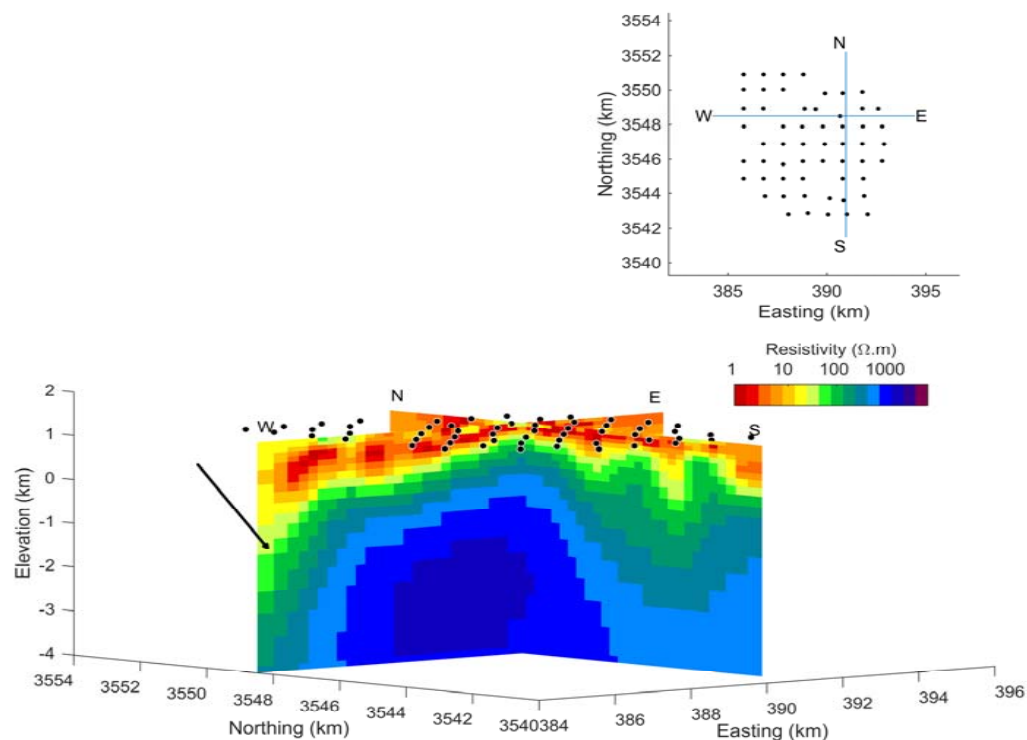 3554
3552
3550
3548
3546
3544
3542
3540
Northing (km)
N
W
E
S
385
390
395
Easting (km)
Resistivity (Ω.m)
1
10
100
1000
2
1
0
-1
-2
-3
-4
Elevation (km)
N
E
W
S
3554
3552
3550
3548
3546
3544
3542
3540
384
386
388
390
392
394
396
Northing (km)
Easting (km)